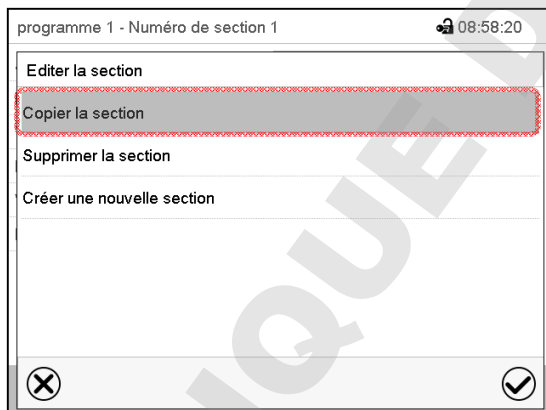 programme 1 - Numéro de section 1 08:58:20
Editer la section
Copier la section
Supprimer la section
Créer une nouvelle section